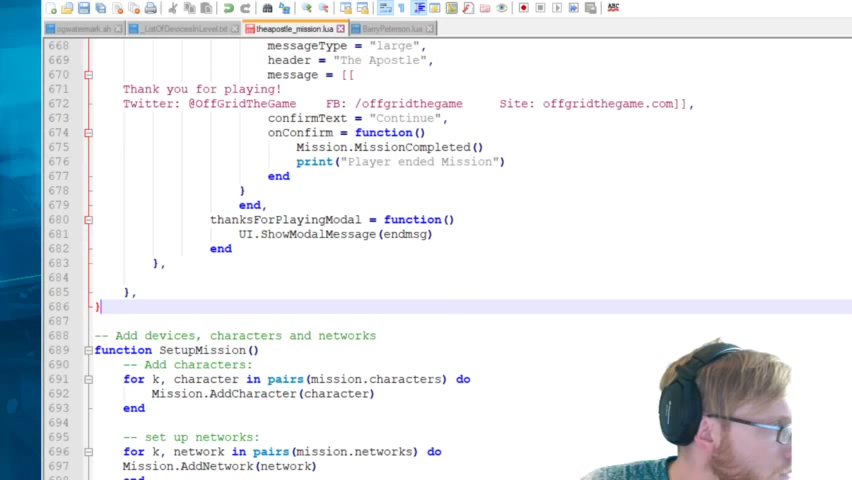 ogwatermark.sh
_ListOfDevicesInLevel.txt
theapostle_mission.lua
BarryPeterson.lua
668 messageType = "large",
669 header = "The Apostle",
670 message = [[
671 Thank you for playing!
672 Twitter: @OffGridTheGame FB: /offgridthegame Site: offgridthegame.com]],
673 confirmText = "Continue",
674 onConfirm = function()
675 Mission.MissionCompleted()
676 print("Player ended Mission")
677 end
678 }
679 end,
680 thanksForPlayingModal = function()
681 UI.ShowModalMessage(endmsg)
682 end
683 },
684
685 },
686 }
687
688 -- Add devices, characters and networks
689 function SetupMission()
690 -- Add characters:
691 for k, character in pairs(mission.characters) do
692 Mission.AddCharacter(character)
693 end
694
695 -- set up networks:
696 for k, network in pairs(mission.networks) do
697 Mission.AddNetwork(network)